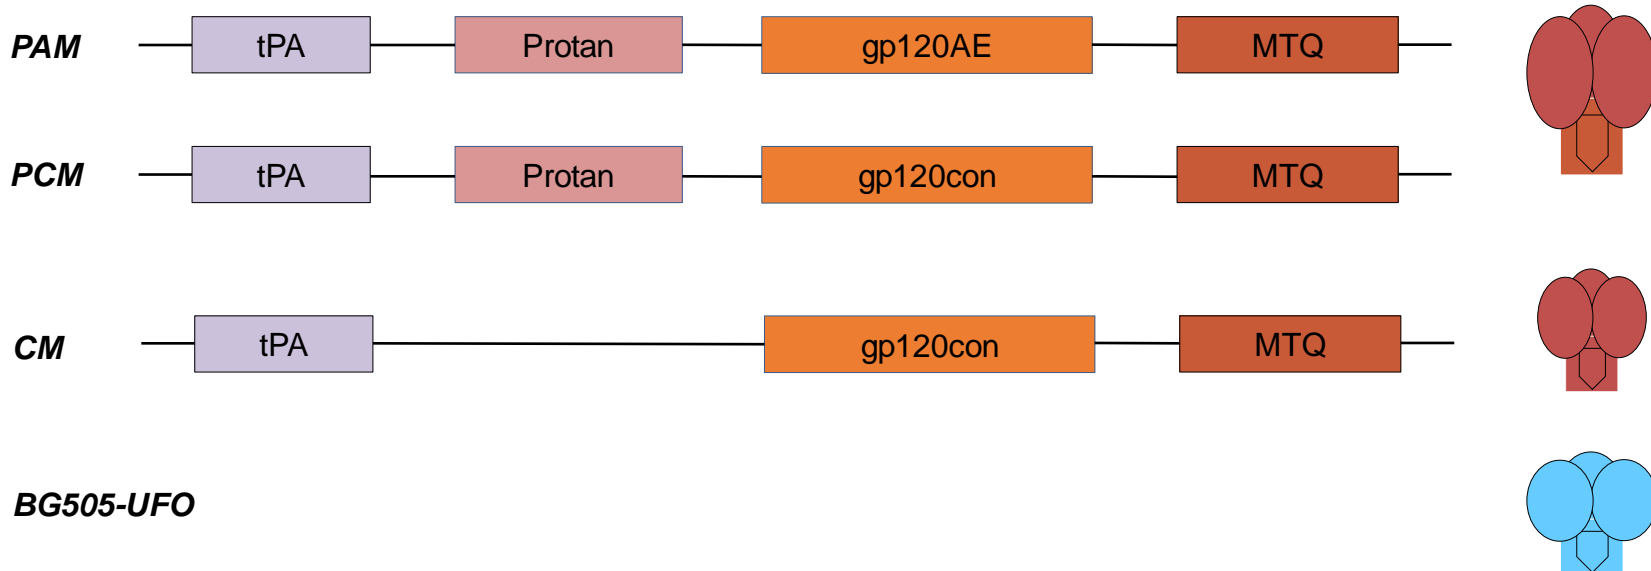 PAM tPA Protan gp120AE MTQ
PCM tPA Protan gp120con MTQ
CM tPA gp120con MTQ
BG505-UFO